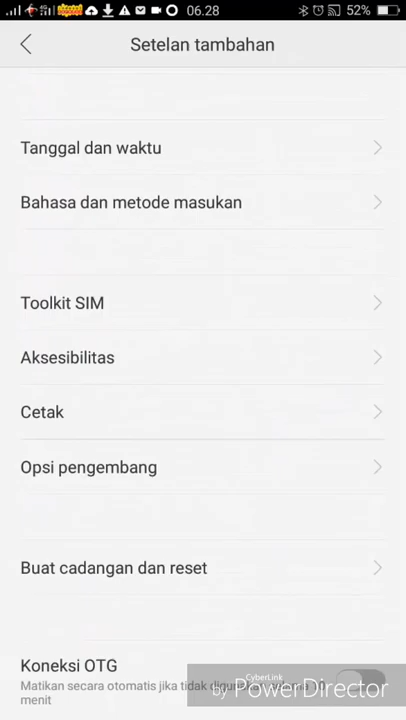 06.28
52%
Setelan tambahan
Tanggal dan waktu
Bahasa dan metode masukan
Toolkit SIM
Aksesibilitas
Cetak
Opsi pengembang
Buat cadangan dan reset
Koneksi OTG
Matikan secara otomatis jika tidak digunakan selama 10
menit
CyberLink
by PowerDirector